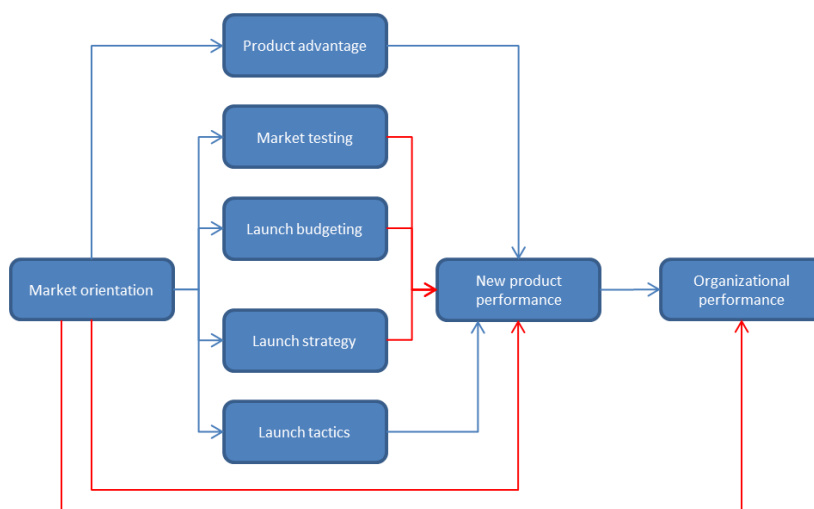 Product advantage
Market testing
Launch budgeting
Market orientation
New product
performance
Organizational
performance
Launch strategy
Launch tactics